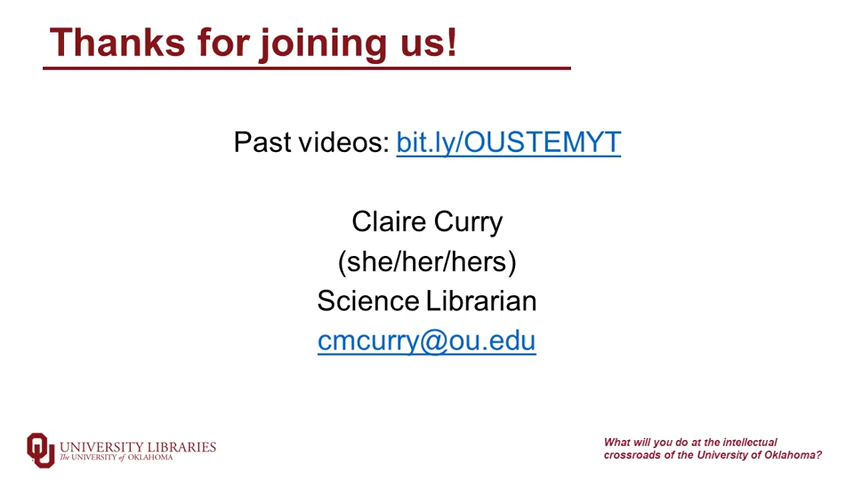 Thanks for joining us!
Past videos: bit.ly/OUSTEMYT
Claire Curry
(she/her/hers)
Science Librarian
cmcurry@ou.edu
OU
UNIVERSITY LIBRARIES
The UNIVERSITY of OKLAHOMA
What will you do at the intellectual
crossroads of the University of Oklahoma?